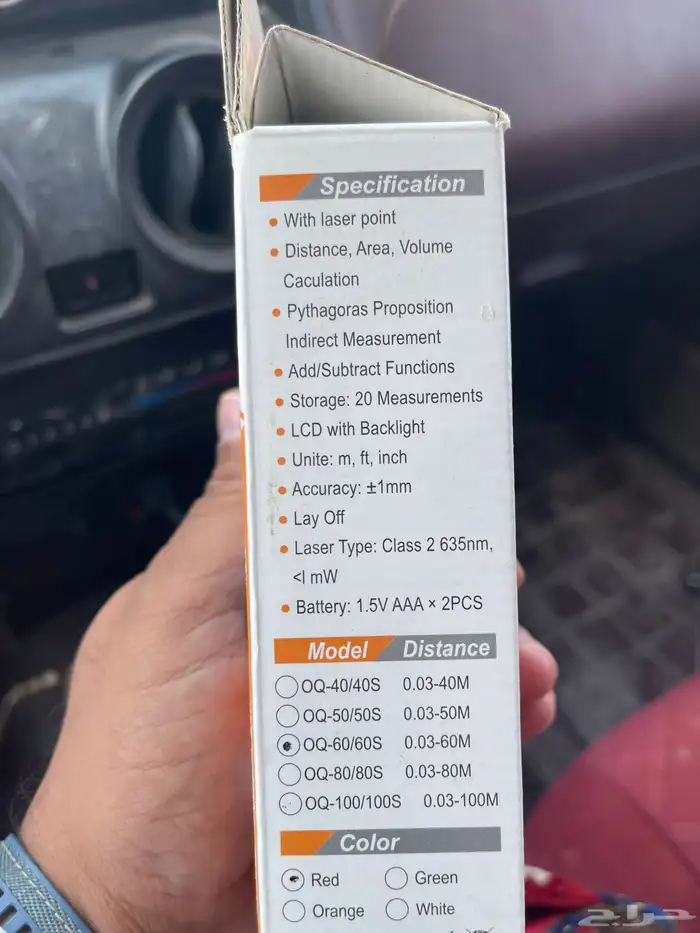 Specification
With laser point
Distance, Area, Volume
Caculation
Pythagoras Proposition
Indirect Measurement
Add/Subtract Functions
Storage: 20 Measurements
LCD with Backlight
Unite: m, ft, inch
Accuracy: ±1mm
Lay Off
Laser Type: Class 2 635nm,
<I mW
Battery: 1.5V AAA × 2PCS
Model Distance
OQ-40/40S 0.03-40M
OQ-50/50S 0.03-50M
OQ-60/60S 0.03-60M
OQ-80/80S 0.03-80M
OQ-100/100S 0.03-100M
Color
Red Green
Orange White
حراج